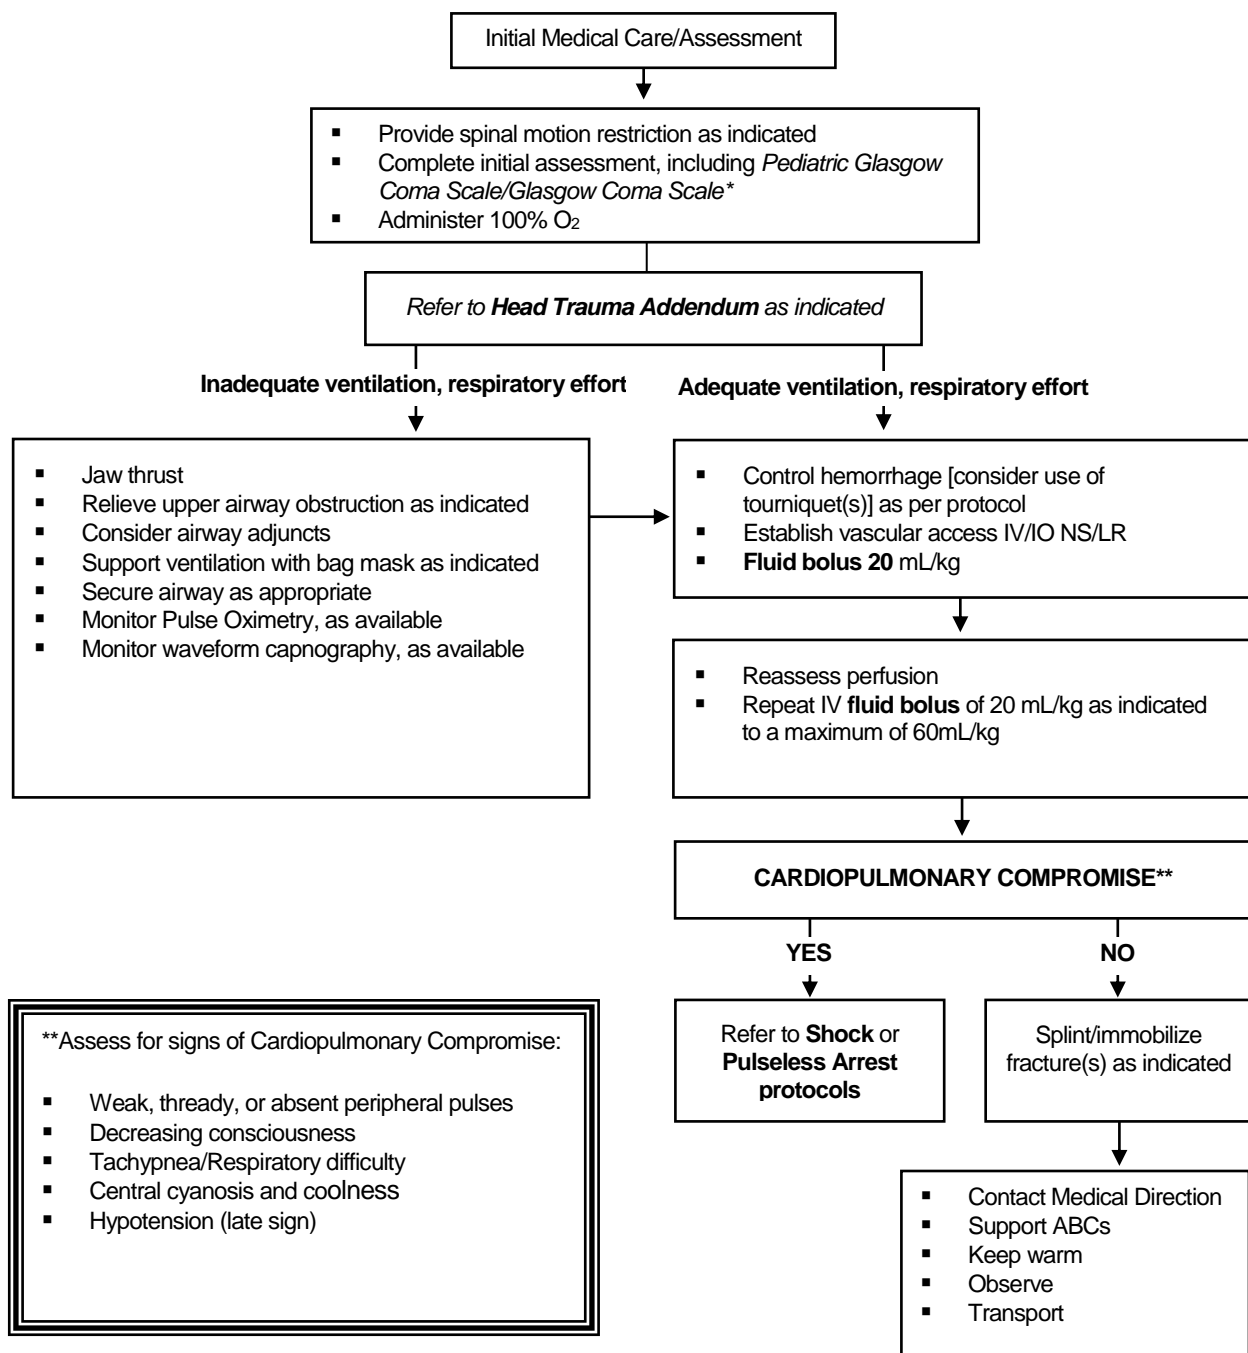 Initial Medical Care/Assessment
▪ Provide spinal motion restriction as indicated
▪ Complete initial assessment, including Pediatric Glasgow
Coma Scale/Glasgow Coma Scale*
▪ Administer 100% O₂
Refer to Head Trauma Addendum as indicated
Inadequate ventilation, respiratory effort
Adequate ventilation, respiratory effort
▪ Jaw thrust
▪ Relieve upper airway obstruction as indicated
▪ Consider airway adjuncts
▪ Support ventilation with bag mask as indicated
▪ Secure airway as appropriate
▪ Monitor Pulse Oximetry, as available
▪ Monitor waveform capnography, as available
▪ Control hemorrhage [consider use of
tourniquet(s)] as per protocol
▪ Establish vascular access IV/IO NS/LR
▪ Fluid bolus 20 mL/kg
▪ Reassess perfusion
▪ Repeat IV fluid bolus of 20 mL/kg as indicated
to a maximum of 60mL/kg
CARDIOPULMONARY COMPROMISE**
YES
NO
Refer to Shock or
Pulseless Arrest
protocols
Splint/immobilize
fracture(s) as indicated
▪ Contact Medical Direction
▪ Support ABCs
▪ Keep warm
▪ Observe
▪ Transport
**Assess for signs of Cardiopulmonary Compromise:
▪ Weak, thready, or absent peripheral pulses
▪ Decreasing consciousness
▪ Tachypnea/Respiratory difficulty
▪ Central cyanosis and coolness
▪ Hypotension (late sign)